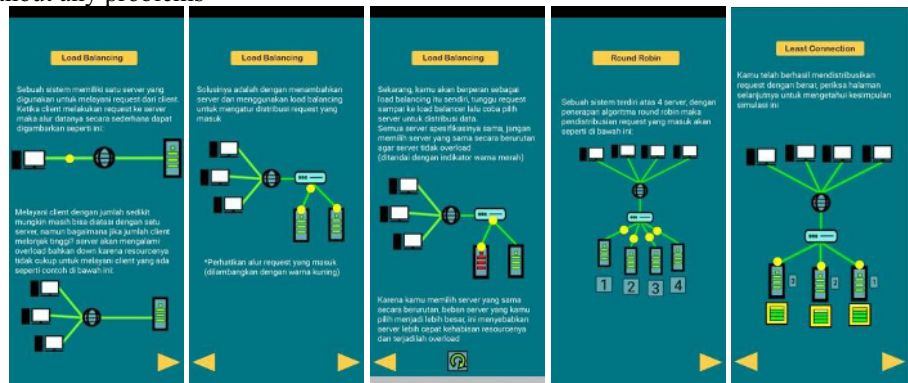 thout any problems
Load Balancing
Sebuah sistem memiliki satu server yang
digunakan untuk melayani request dari client.
Ketika client melakukan request ke server
maka alur datanya secara sederhana dapat
digambarkan seperti ini:
Melayani client dengan jumlah sedikit
mungkin masih bisa diatasi dengan satu
server, namun bagaimana jika jumlah client
melonjak tinggi? server akan mengalami
overload bahkan down karena resourcenya
tidak cukup untuk melayani client yang ada
seperti contoh di bawah ini:
Load Balancing
Solusinya adalah dengan menambahkan
server dan menggunakan load balancing
untuk mengatur distribusi request yang
masuk
*Perhatikan alur request yang masuk
(dilambangkan dengan warna kuning)
Load Balancing
Sekarang, kamu akan berperan sebagai
load balancing itu sendiri, tunggu request
sampai ke load balancer lalu coba pilih
server untuk distribusi data.
Semua server spesifikasinya sama, jangan
memilih server yang sama secara berurutan
agar server tidak overload
(ditandai dengan indikator warna merah)
Karena kamu memilih server yang sama
secara berurutan, beban server yang kamu
pilih menjadi lebih besar, ini menyebabkan
server lebih cepat kehabisan resourcenya
dan terjadilah overload
Round Robin
Sebuah sistem terdiri atas 4 server, dengan
penerapan algoritma round robin maka
pendistribusian request yang masuk akan
seperti di bawah ini:
1 2 3 4
Least Connection
Kamu telah berhasil mendistribusikan
request dengan benar, periksa halaman
selanjutnya untuk mengetahui kesimpulan
simulasi ini